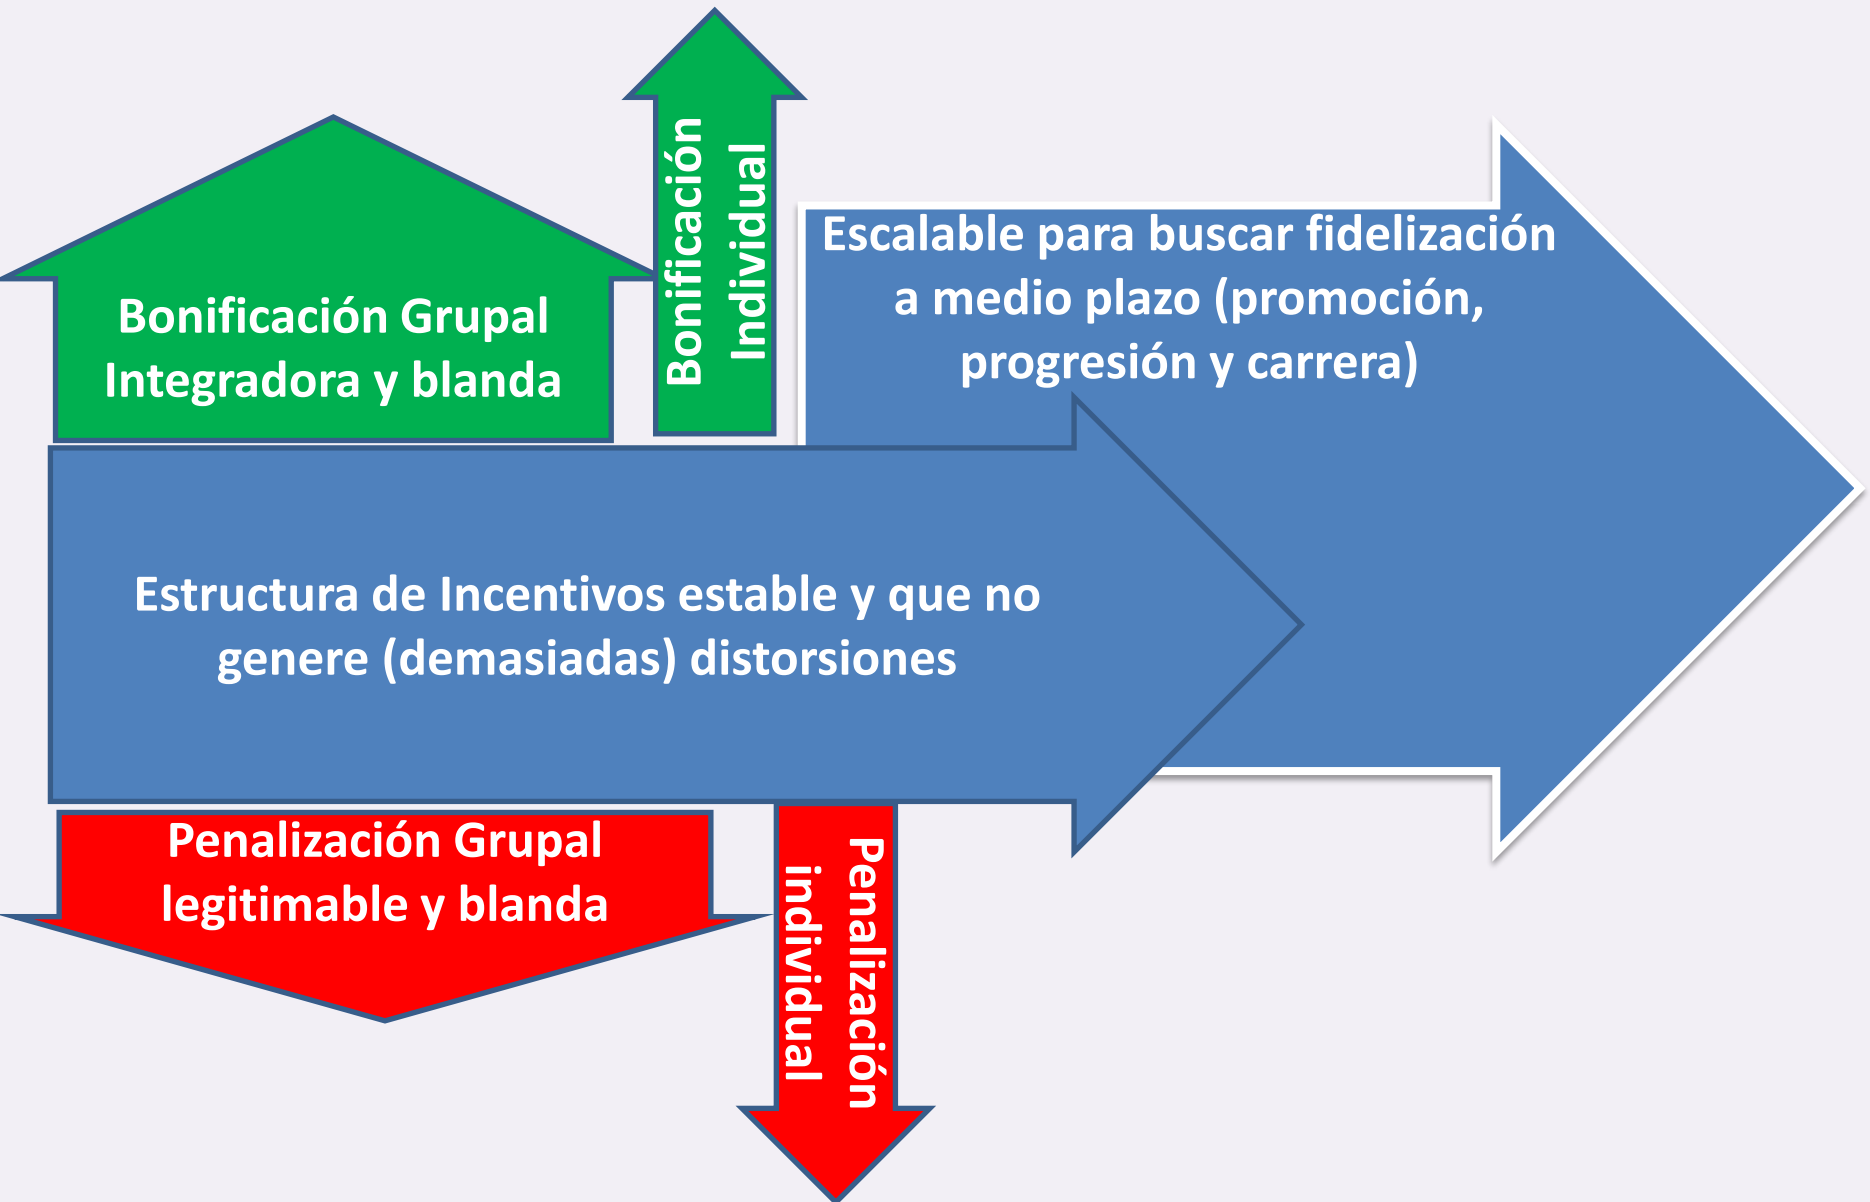 Bonificación
Individual
Escalable para buscar fidelización
a medio plazo (promoción,
progresión y carrera)
Bonificación Grupal
Integradora y blanda
Estructura de Incentivos estable y que no
genere (demasiadas) distorsiones
Penalización Grupal
legitimable y blanda
Penalización
individual